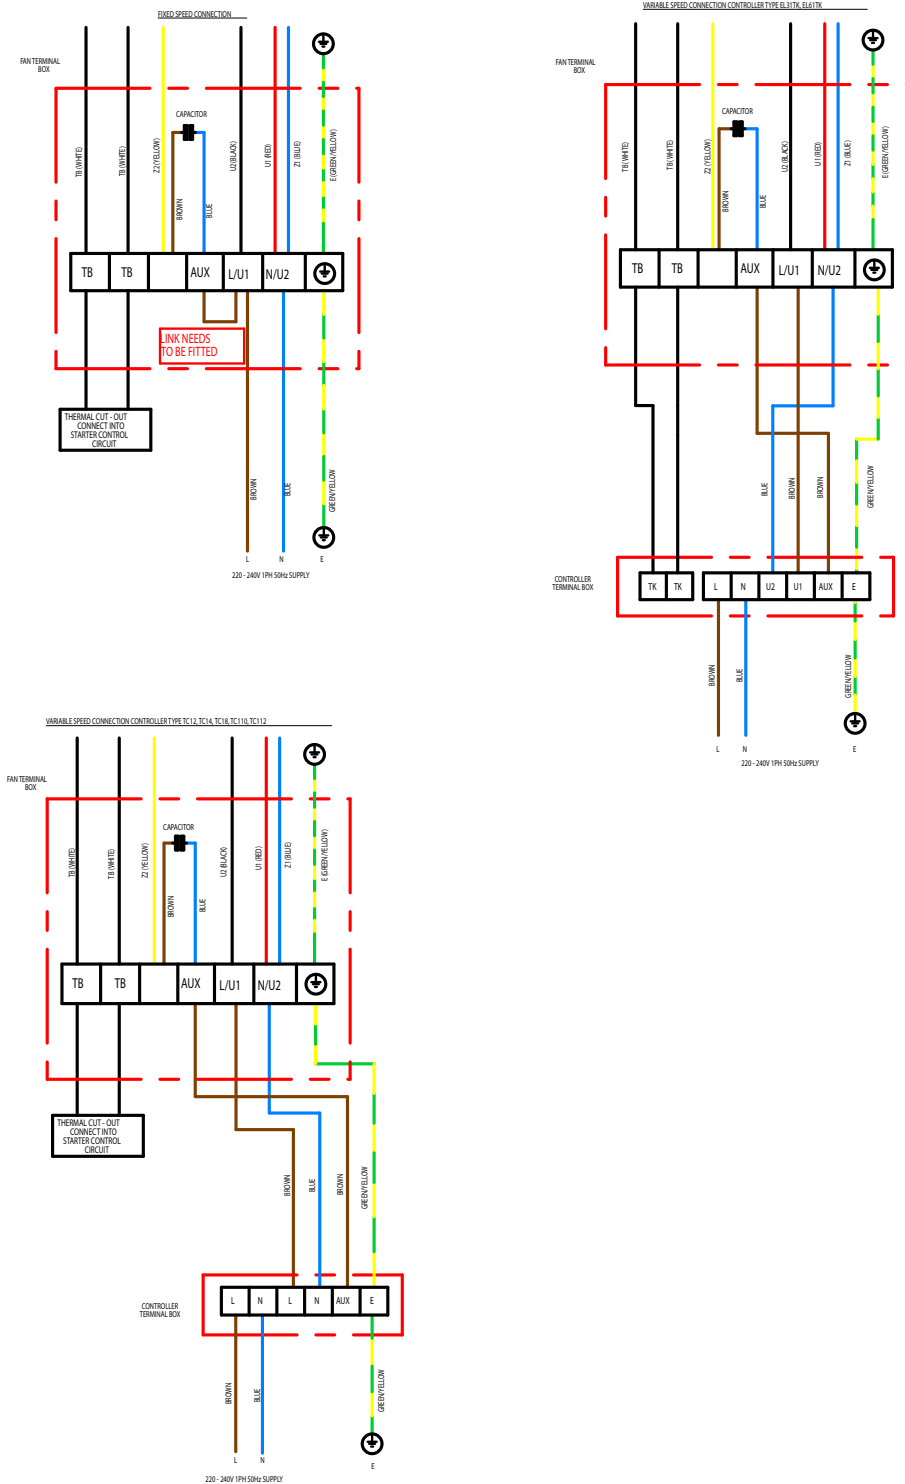 FIXED SPEED CONNECTION
FAN TERMINAL
BOX
CAPACITOR
TB (WHITE)
TB (WHITE)
Z2 (YELLOW)
BROWN
BLUE
U2 (BLACK)
U1 (RED)
Z1 (BLUE)
E (GREEN/YELLOW)
TB
TB
AUX
L/U1
N/U2
LINK NEEDS
TO BE FITTED
THERMAL CUT - OUT
CONNECT INTO
STARTER CONTROL
CIRCUIT
BROWN
BLUE
GREEN/YELLOW
L
N
E
220 - 240V 1PH 50Hz SUPPLY
VARIABLE SPEED CONNECTION CONTROLLER TYPE EL31TK, EL61TK
FAN TERMINAL
BOX
CAPACITOR
TB (WHITE)
TB (WHITE)
Z2 (YELLOW)
BROWN
BLUE
U2 (BLACK)
U1 (RED)
Z1 (BLUE)
E (GREEN/YELLOW)
TB
TB
AUX
L/U1
N/U2
BLUE
BROWN
BROWN
GREEN/YELLOW
CONTROLLER
TERMINAL BOX
TK
TK
L
N
U2
U1
AUX
E
BROWN
BLUE
GREEN/YELLOW
L
N
E
220 - 240V 1PH 50Hz SUPPLY
VARIABLE SPEED CONNECTION CONTROLLER TYPE TC12, TC14, TC18, TC110, TC112
FAN TERMINAL
BOX
CAPACITOR
TB (WHITE)
TB (WHITE)
Z2 (YELLOW)
BROWN
BLUE
U2 (BLACK)
U1 (RED)
Z1 (BLUE)
E (GREEN/YELLOW)
TB
TB
AUX
L/U1
N/U2
THERMAL CUT - OUT
CONNECT INTO
STARTER CONTROL
CIRCUIT
BROWN
BLUE
BROWN
GREEN/YELLOW
CONTROLLER
TERMINAL BOX
L
N
L
N
AUX
E
BROWN
BLUE
GREEN/YELLOW
L
N
E
220 - 240V 1PH 50Hz SUPPLY